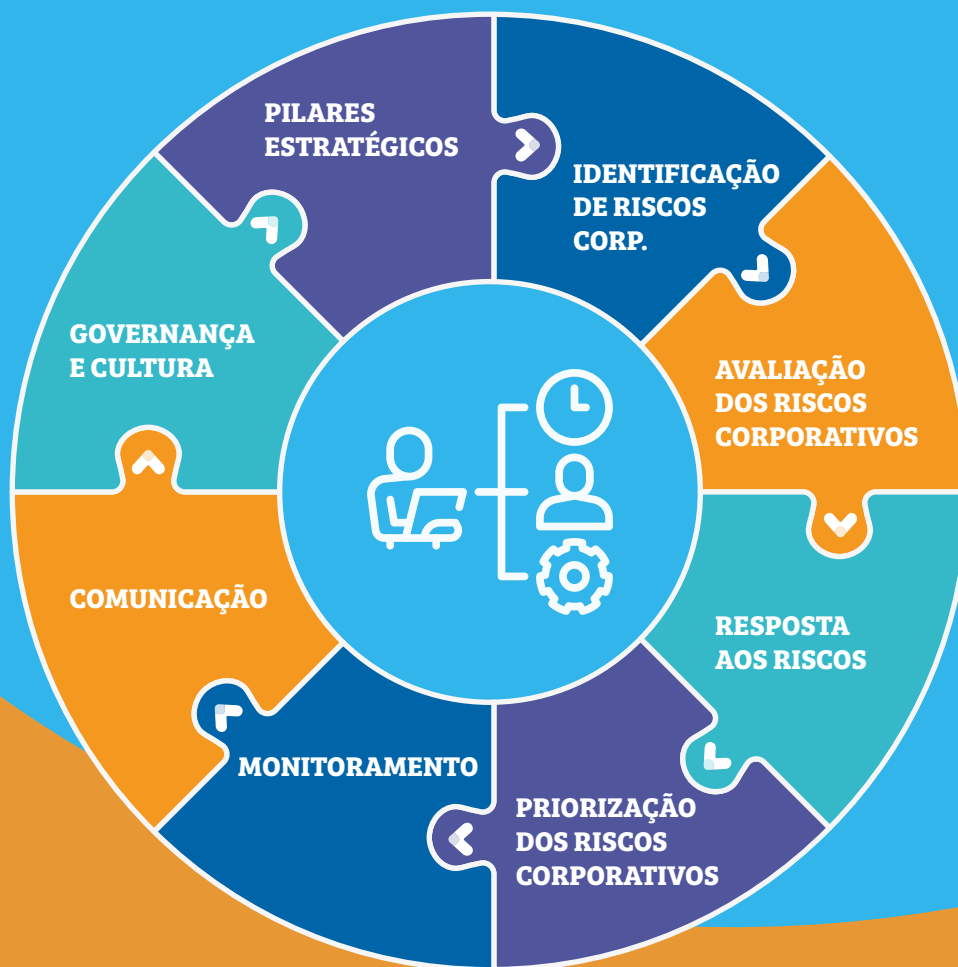 PILARES
ESTRATÉGICOS
IDENTIFICAÇÃO
DE RISCOS
CORP.
AVALIAÇÃO
DOS RISCOS
CORPORATIVOS
RESPOSTA
AOS RISCOS
PRIORIZAÇÃO
DOS RISCOS
CORPORATIVOS
MONITORAMENTO
COMUNICAÇÃO
GOVERNANÇA
E CULTURA